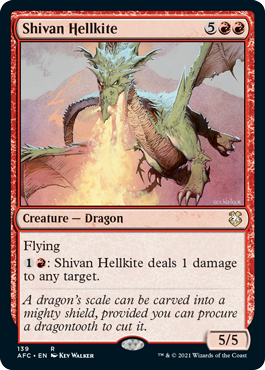 Shivan Hellkite 5
Creature — Dragon
Flying
1 : Shivan Hellkite deals 1 damage
to any target.
A dragon's scale can be carved into a
mighty shield, provided you can procure
a dragontooth to cut it.
5/5
139 R
AFC • EN Key Walker
™ & © 2021 Wizards of the Coast